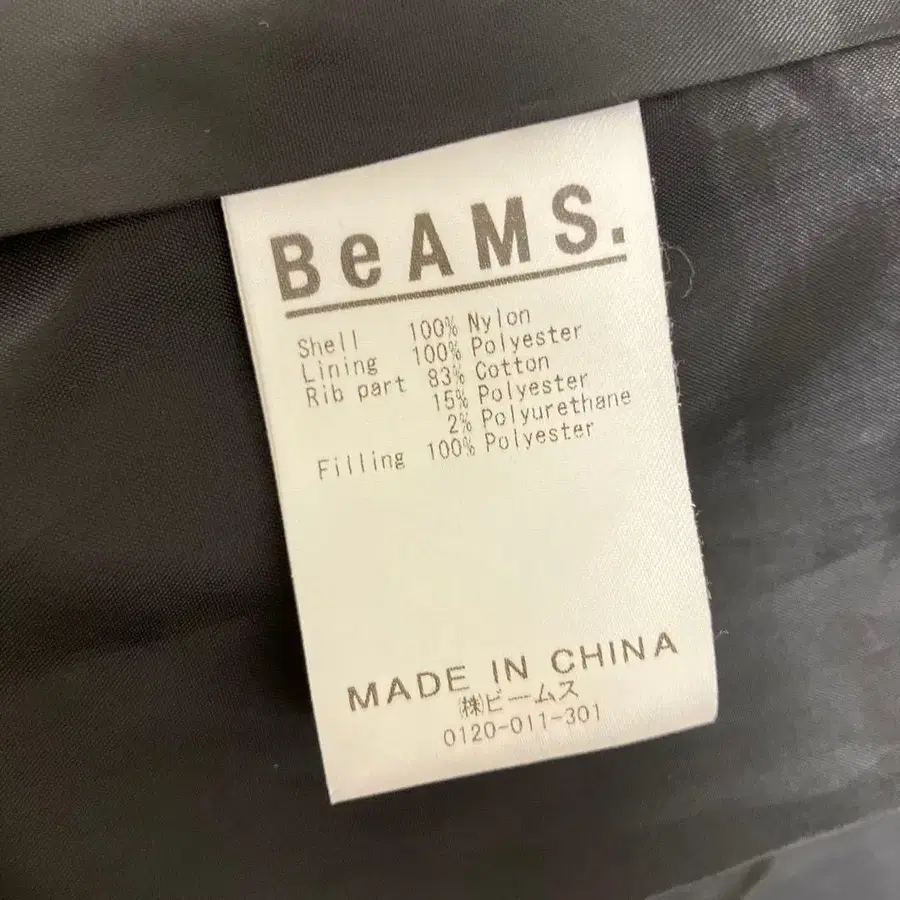 BeAMS.
Shell 100% Nylon
Lining 100% Polyester
Rib part 83% Cotton
15% Polyester
2% Polyurethane
Filling 100% Polyester
MADE IN CHINA
㈱ビームス
0120-011-301